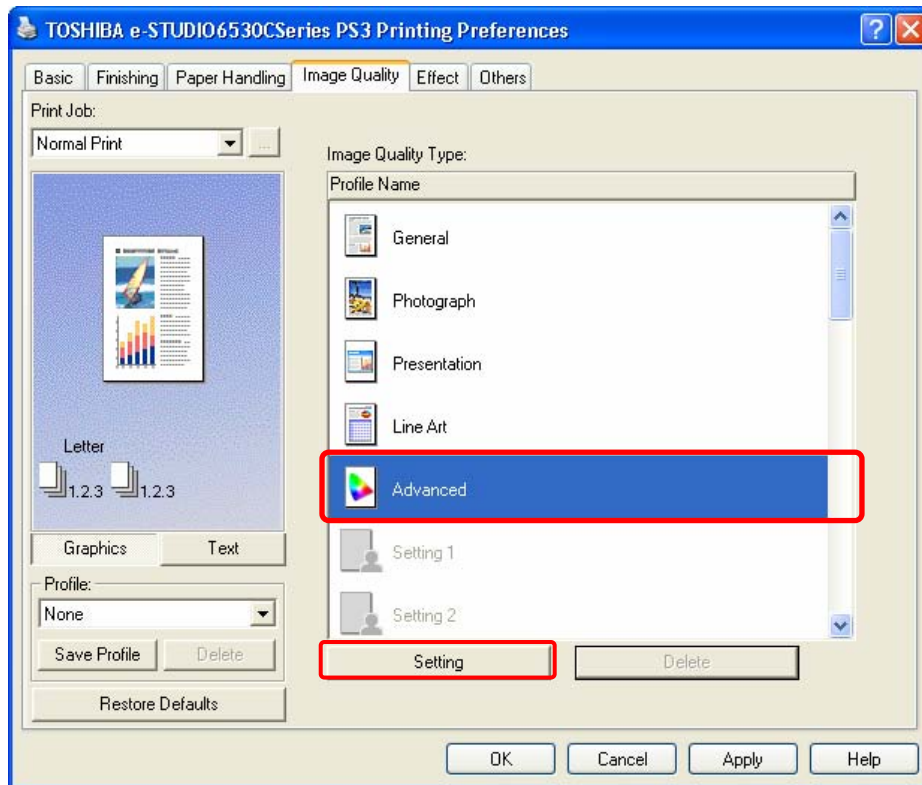 TOSHIBA e-STUDIO6530CSeries PS3 Printing Preferences
Basic Finishing Paper Handling Image Quality Effect Others
Print Job:
Normal Print
...
Letter
1.2.3 1.2.3
Graphics Text
Profile:
None
Save Profile Delete
Restore Defaults
Image Quality Type:
Profile Name
General
Photograph
Presentation
Line Art
Advanced
Setting 1
Setting 2
Setting Delete
OK Cancel Apply Help